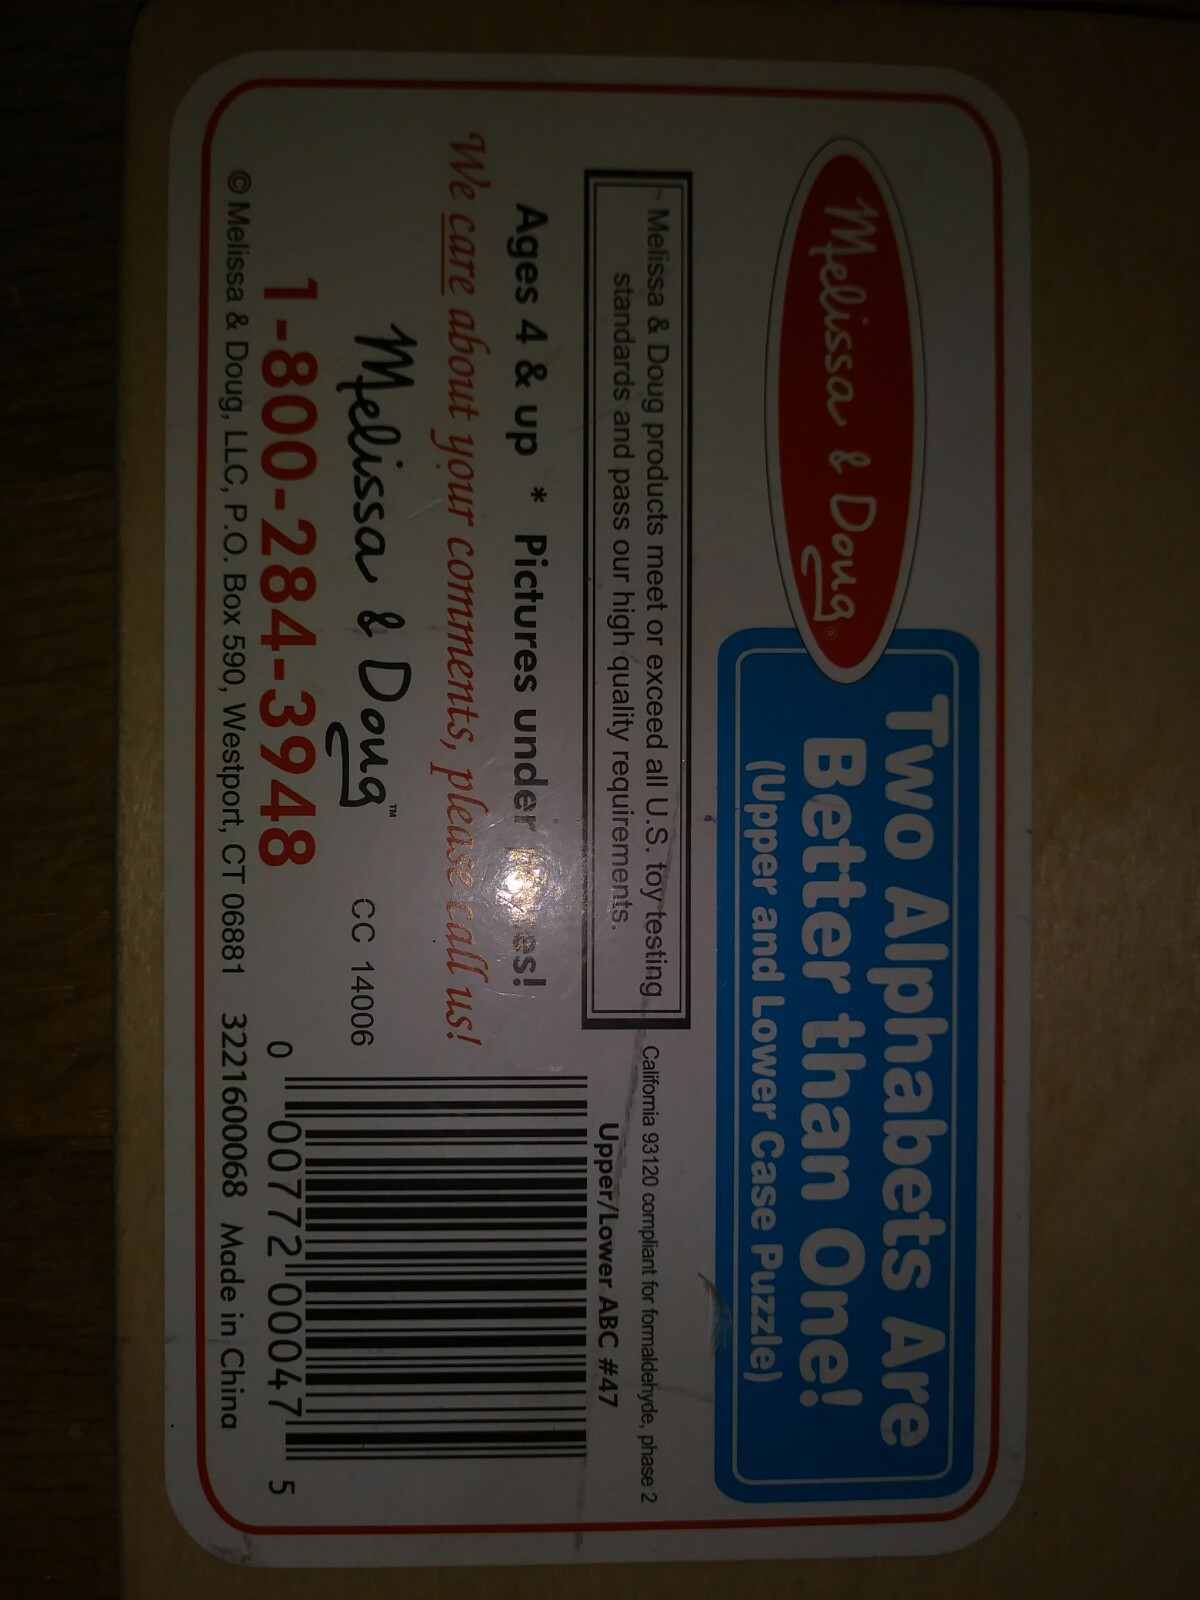 Melissa & Doug®
Two Alphabets Are
Better than One!
(Upper and Lower Case Puzzle)
Melissa & Doug products meet or exceed all U.S. toy testing
standards and pass our high quality requirements.
California 93120 compliant for formaldehyde, phase 2
Upper/Lower ABC #47
Ages 4 & up * Pictures under
We care about your comments, please call us!
Melissa & Doug™ CC 14006
1-800-284-3948
0 00772 00047 5
© Melissa & Doug, LLC, P.O. Box 590, Westport, CT 06881 3221600068 Made in China